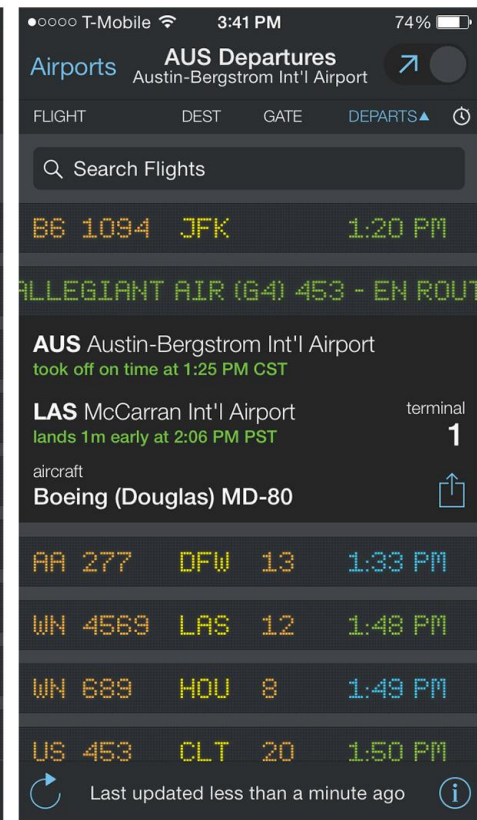 T-Mobile 3:41 PM 74%
Airports AUS Departures
Austin-Bergstrom Int'l Airport
FLIGHT DEST GATE DEPARTS▲
Search Flights
B6 1094 JFK 1:20 PM
ALLEGIANT AIR (G4) 453 - EN ROUT
AUS Austin-Bergstrom Int'l Airport
took off on time at 1:25 PM CST
LAS McCarran Int'l Airport terminal
lands 1m early at 2:06 PM PST 1
aircraft
Boeing (Douglas) MD-80
AA 277 DFW 13 1:33 PM
WN 4569 LAS 12 1:48 PM
WN 689 HOU 8 1:49 PM
US 453 CLT 20 1:50 PM
Last updated less than a minute ago i